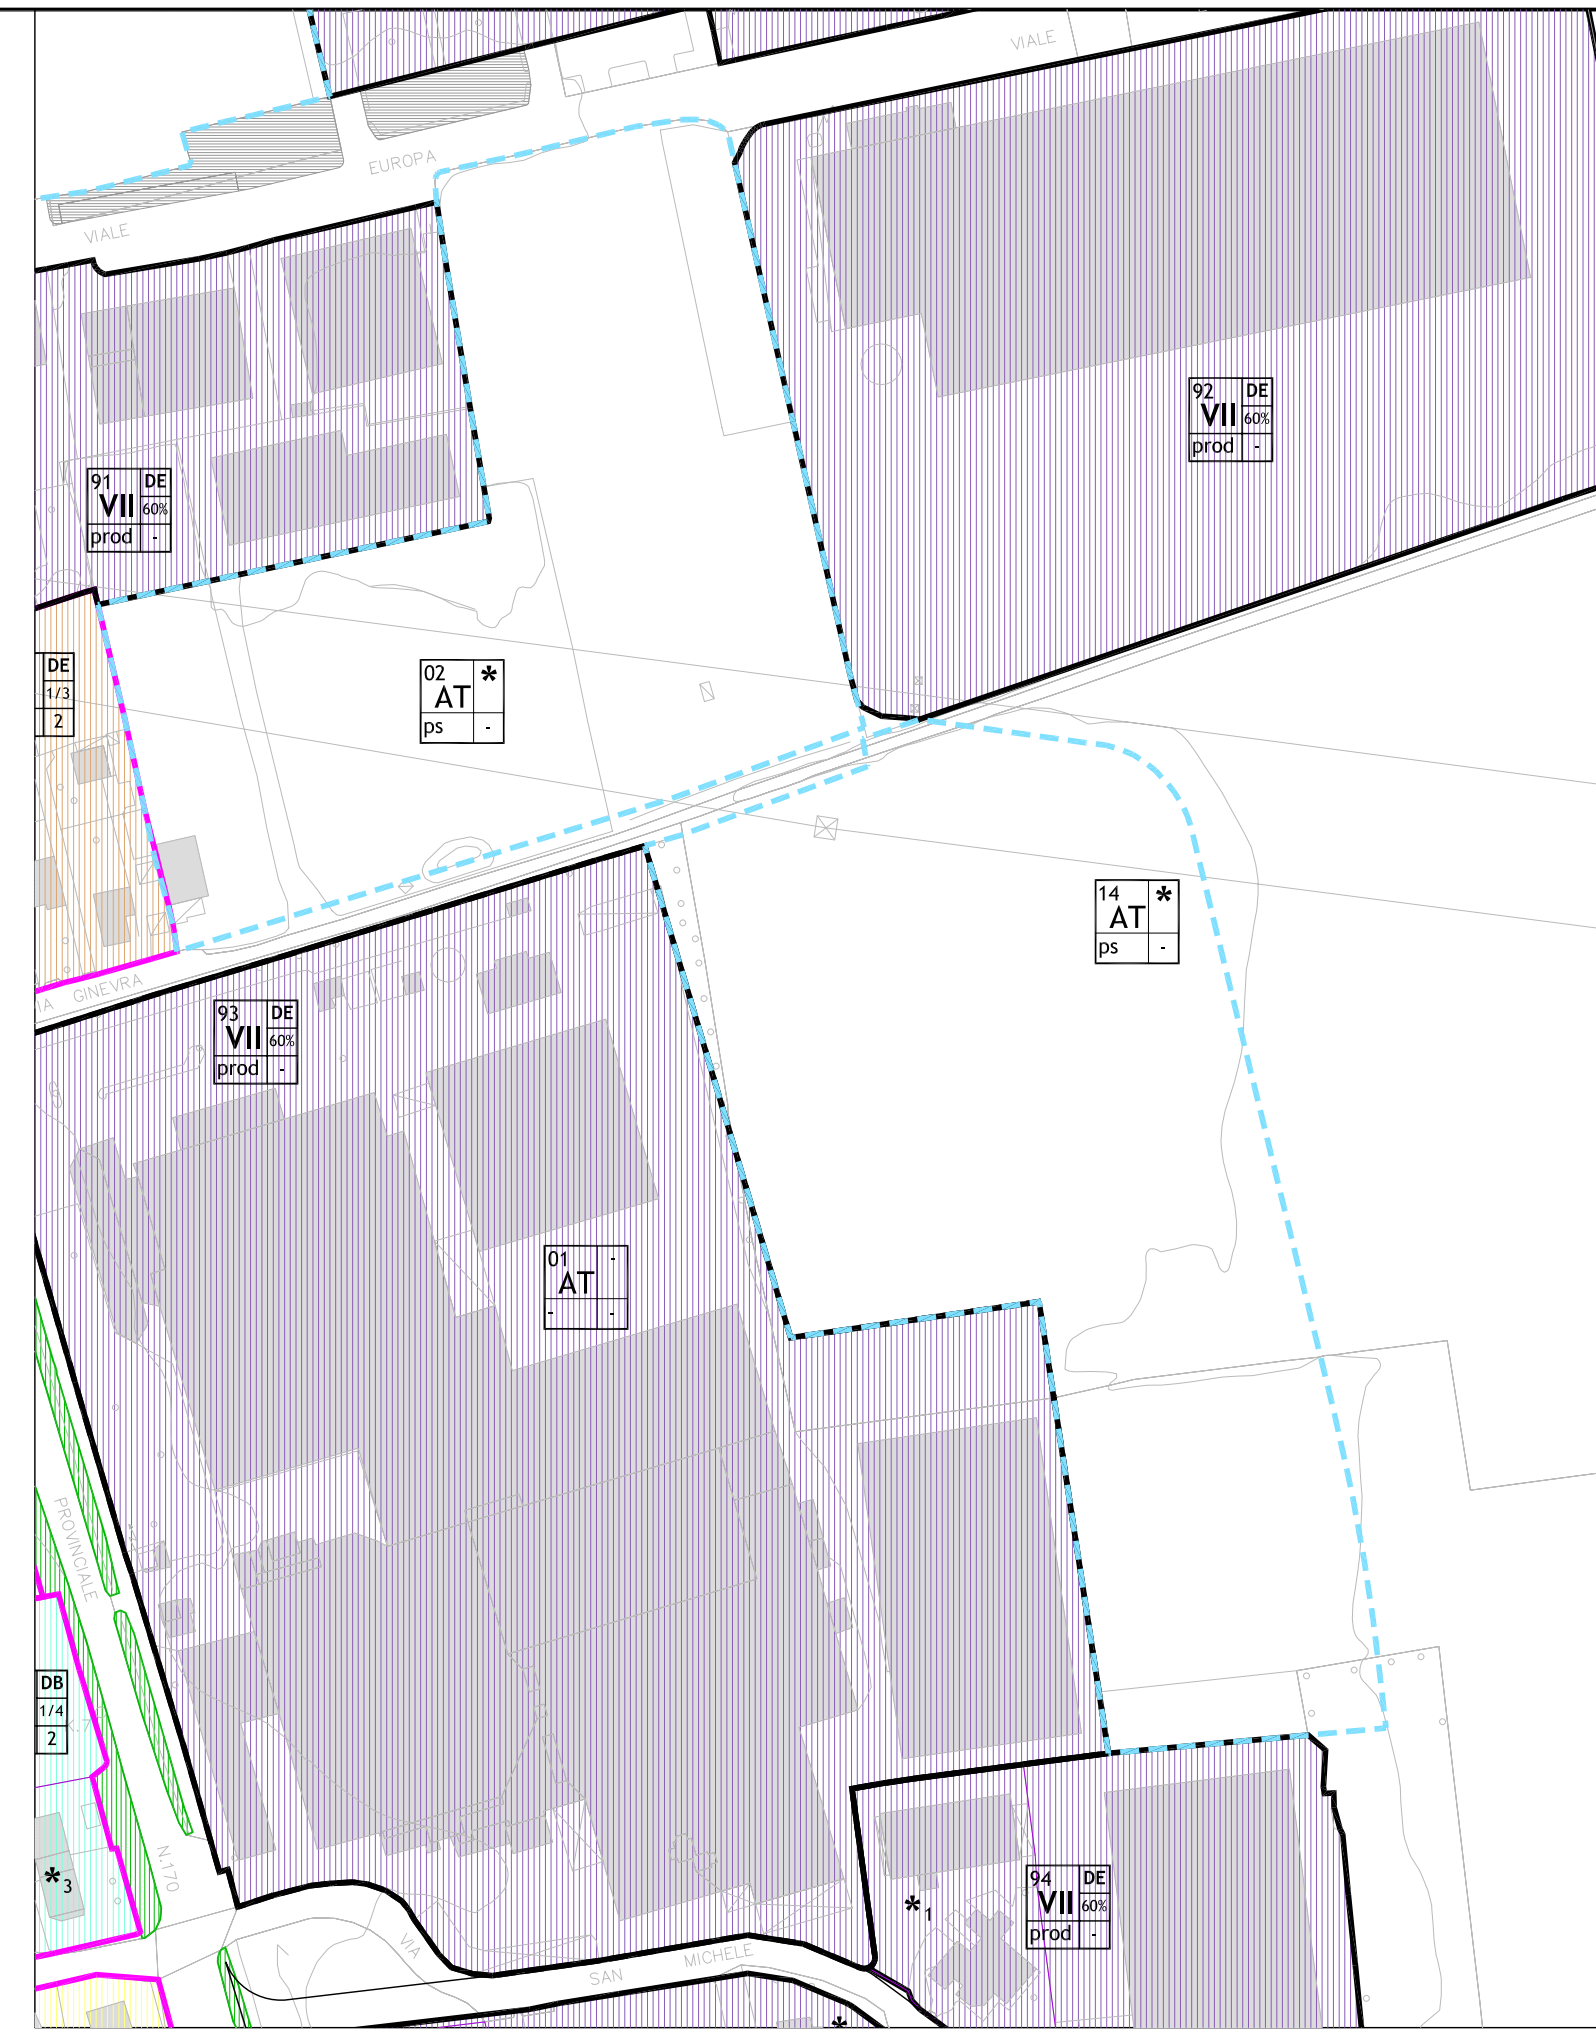 VIALE
EUROPA
VIALE
92 DE
VII 60%
prod -
91 DE
VII 60%
prod -
DE
1/3
2
02 *
AT
ps -
14 *
AT
ps -
GINEVRA
93 DE
VII 60%
prod -
01 -
AT
- -
PROVINCIALE
N.170
DB
1/4
2
*3
94 DE
VII 60%
prod -
*1
VIA
SAN MICHELE
*